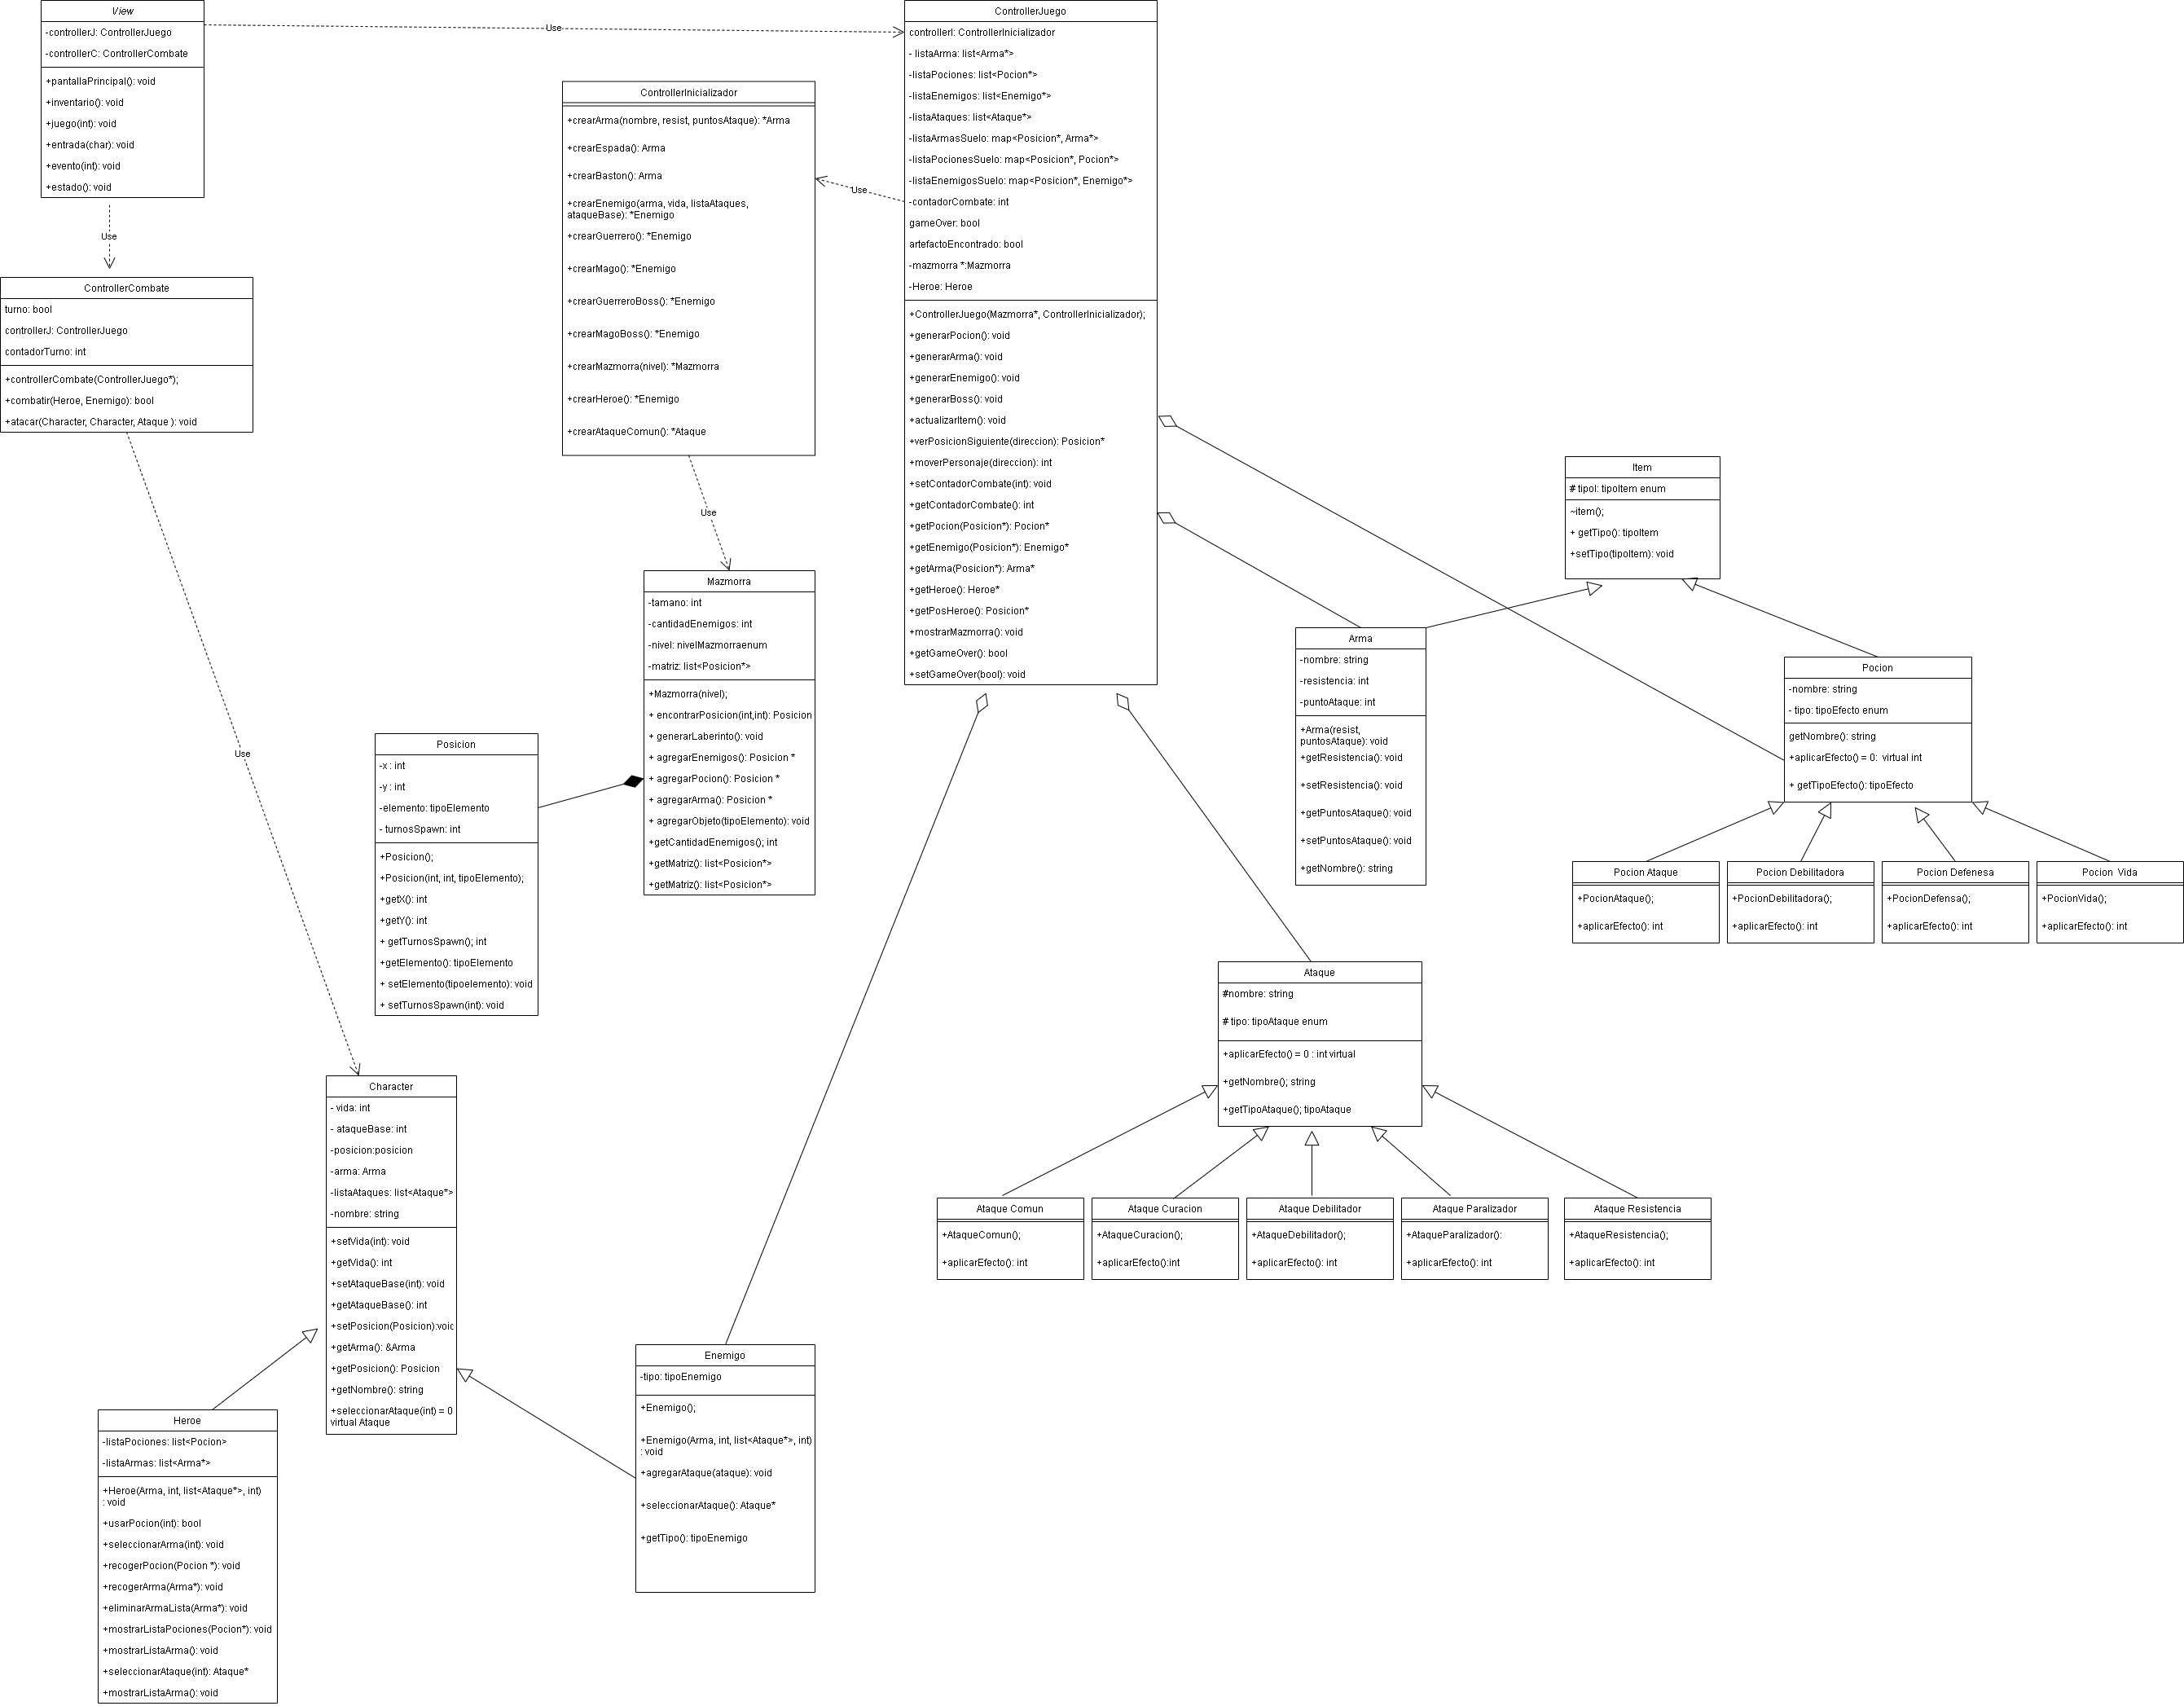 View
-controllerJ: ControllerJuego
-controllerC: ControllerCombate
+pantallaPrincipal(): void
+inventario(): void
+juego(int): void
+entrada(char): void
+evento(int): void
+estado(): void
Use
Use
ControllerCombate
turno: bool
controllerJ: ControllerJuego
contadorTurno: int
+controllerCombate(ControllerJuego*);
+combatir(Heroe, Enemigo): bool
+atacar(Character, Character, Ataque ): void
Use
ControllerInicializador
+crearArma(nombre, resist, puntosAtaque): *Arma
+crearEspada(): Arma
+crearBaston(): Arma
+crearEnemigo(arma, vida, listaAtaques,
ataqueBase): *Enemigo
+crearGuerrero(): *Enemigo
+crearMago(): *Enemigo
+crearGuerreroBoss(): *Enemigo
+crearMagoBoss(): *Enemigo
+crearMazmorra(nivel): *Mazmorra
+crearHeroe(): *Enemigo
+crearAtaqueComun(): *Ataque
Use
Use
ControllerJuego
controllerI: ControllerInicializador
- listaArma: list<Arma*>
-listaPociones: list<Pocion*>
-listaEnemigos: list<Enemigo*>
-listaAtaques: list<Ataque*>
-listaArmasSuelo: map<Posicion*, Arma*>
-listaPocionesSuelo: map<Posicion*, Pocion*>
-listaEnemigosSuelo: map<Posicion*, Enemigo*>
-contadorCombate: int
gameOver: bool
artefactoEncontrado: bool
-mazmorra *:Mazmorra
-Heroe: Heroe
+ControllerJuego(Mazmorra*, ControllerInicializador);
+generarPocion(): void
+generarArma(): void
+generarEnemigo(): void
+generarBoss(): void
+actualizarItem(): void
+verPosicionSiguiente(direccion): Posicion*
+moverPersonaje(direccion): int
+setContadorCombate(int): void
+getContadorCombate(): int
+getPocion(Posicion*): Pocion*
+getEnemigo(Posicion*): Enemigo*
+getArma(Posicion*): Arma*
+getHeroe(): Heroe*
+getPosHeroe(): Posicion*
+mostrarMazmorra(): void
+getGameOver(): bool
+setGameOver(bool): void
Mazmorra
-tamano: int
-cantidadEnemigos: int
-nivel: nivelMazmorraenum
-matriz: list<Posicion*>
+Mazmorra(nivel);
+ encontrarPosicion(int,int): Posicion
+ generarLaberinto(): void
+ agregarEnemigos(): Posicion *
+ agregarPocion(): Posicion *
+ agregarArma(): Posicion *
+ agregarObjeto(tipoElemento): void
+getCantidadEnemigos(); int
+getMatriz(): list<Posicion*>
+getMatriz(): list<Posicion*>
Posicion
-x : int
-y : int
-elemento: tipoElemento
- turnosSpawn: int
+Posicion();
+Posicion(int, int, tipoElemento);
+getX(): int
+getY(): int
+ getTurnosSpawn(); int
+getElemento(): tipoElemento
+ setElemento(tipoelemento): void
+ setTurnosSpawn(int): void
Item
# tipoI: tipoItem enum
~item();
+ getTipo(): tipoItem
+setTipo(tipoItem): void
Arma
-nombre: string
-resistencia: int
-puntoAtaque: int
+Arma(resist,
puntosAtaque): void
+getResistencia(): void
+setResistencia(): void
+getPuntosAtaque(): void
+setPuntosAtaque(): void
+getNombre(): string
Pocion
-nombre: string
- tipo: tipoEfecto enum
getNombre(): string
+aplicarEfecto() = 0:  virtual int
+ getTipoEfecto(): tipoEfecto
Pocion Ataque
+PocionAtaque();
+aplicarEfecto(): int
Pocion Debilitadora
+PocionDebilitadora();
+aplicarEfecto(): int
Pocion Defenesa
+PocionDefensa();
+aplicarEfecto(): int
Pocion  Vida
+PocionVida();
+aplicarEfecto(): int
Ataque
#nombre: string
# tipo: tipoAtaque enum
+aplicarEfecto() = 0 : int virtual
+getNombre(); string
+getTipoAtaque(); tipoAtaque
Ataque Comun
+AtaqueComun();
+aplicarEfecto(): int
Ataque Curacion
+AtaqueCuracion();
+aplicarEfecto():int
Ataque Debilitador
+AtaqueDebilitador();
+aplicarEfecto(): int
Ataque Paralizador
+AtaqueParalizador():
+aplicarEfecto(): int
Ataque Resistencia
+AtaqueResistencia();
+aplicarEfecto(): int
Character
- vida: int
- ataqueBase: int
-posicion:posicion
-arma: Arma
-listaAtaques: list<Ataque*>
-nombre: string
+setVida(int): void
+getVida(): int
+setAtaqueBase(int): void
+getAtaqueBase(): int
+setPosicion(Posicion):void
+getArma(): &Arma
+getPosicion(): Posicion
+getNombre(): string
+seleccionarAtaque(int) = 0
virtual Ataque
Heroe
-listaPociones: list<Pocion>
-listaArmas: list<Arma*>
+Heroe(Arma, int, list<Ataque*>, int)
: void
+usarPocion(int): bool
+seleccionarArma(int): void
+recogerPocion(Pocion *): void
+recogerArma(Arma*): void
+eliminarArmaLista(Arma*): void
+mostrarListaPociones(Pocion*): void
+mostrarListaArma(): void
+seleccionarAtaque(int): Ataque*
+mostrarListaArma(): void
Enemigo
-tipo: tipoEnemigo
+Enemigo();
+Enemigo(Arma, int, list<Ataque*>, int)
: void
+agregarAtaque(ataque): void
+seleccionarAtaque(): Ataque*
+getTipo(): tipoEnemigo